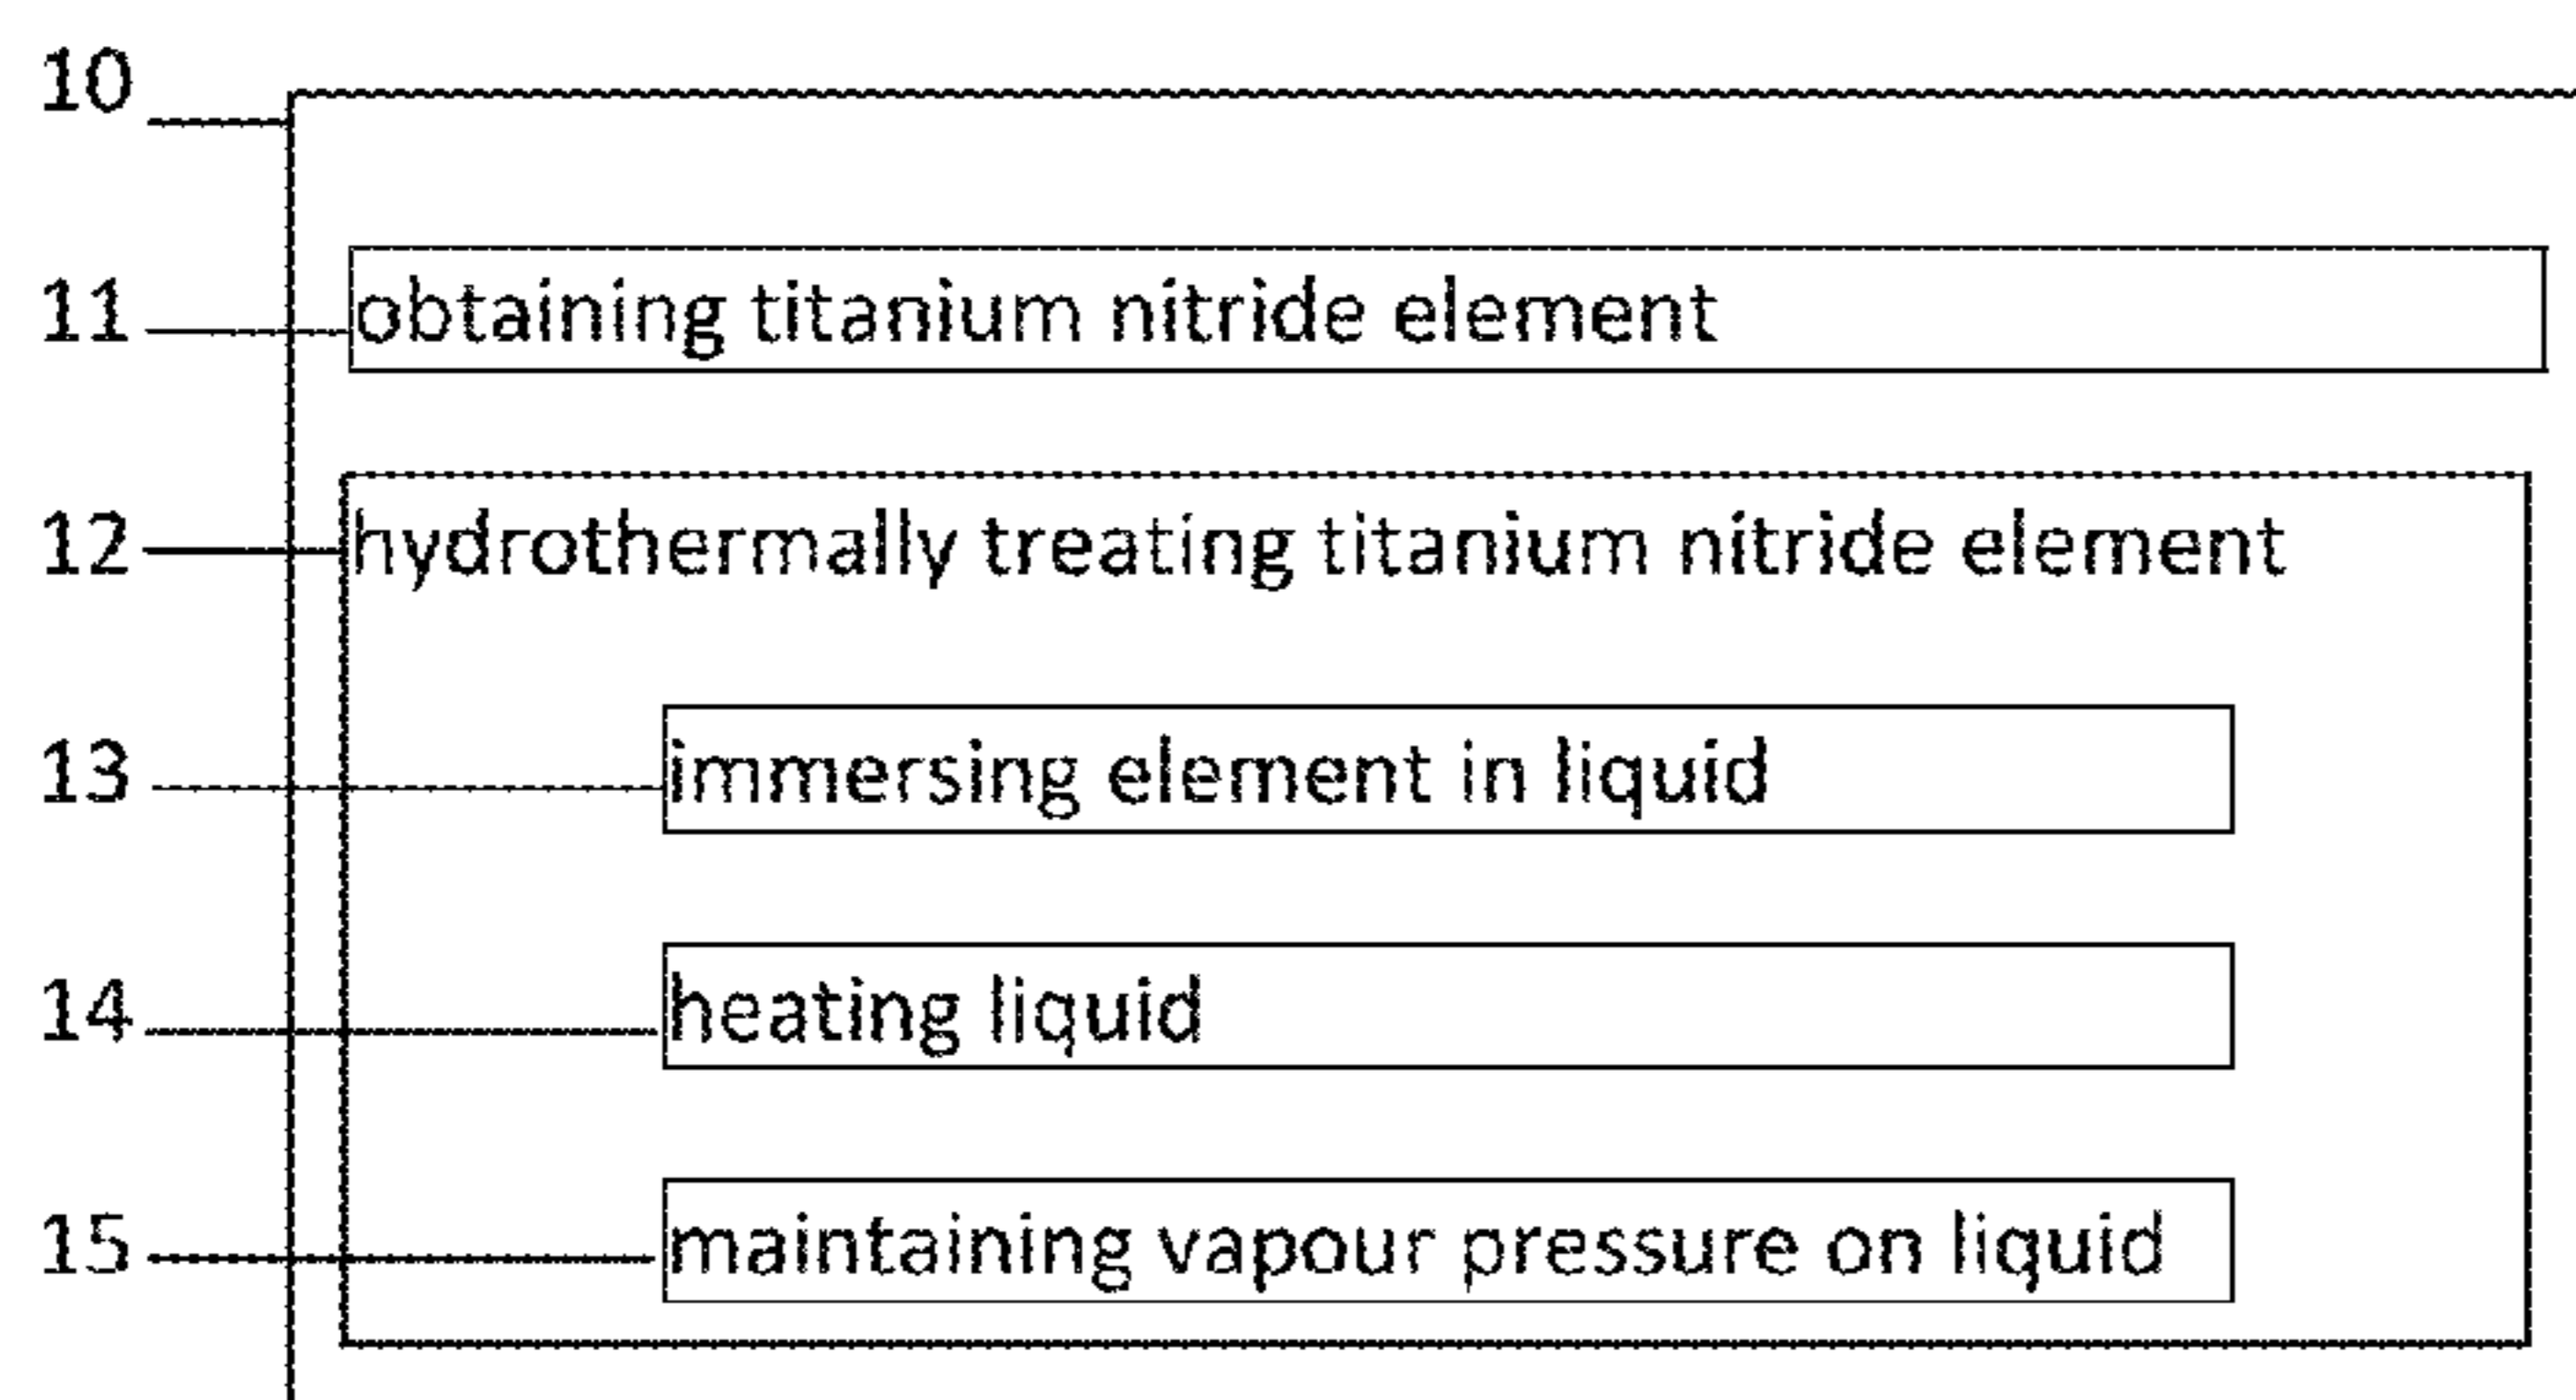 10
11 obtaining titanium nitride element
12 hydrothermally treating titanium nitride element
13 immersing element in liquid
14 heating liquid
15 maintaining vapour pressure on liquid